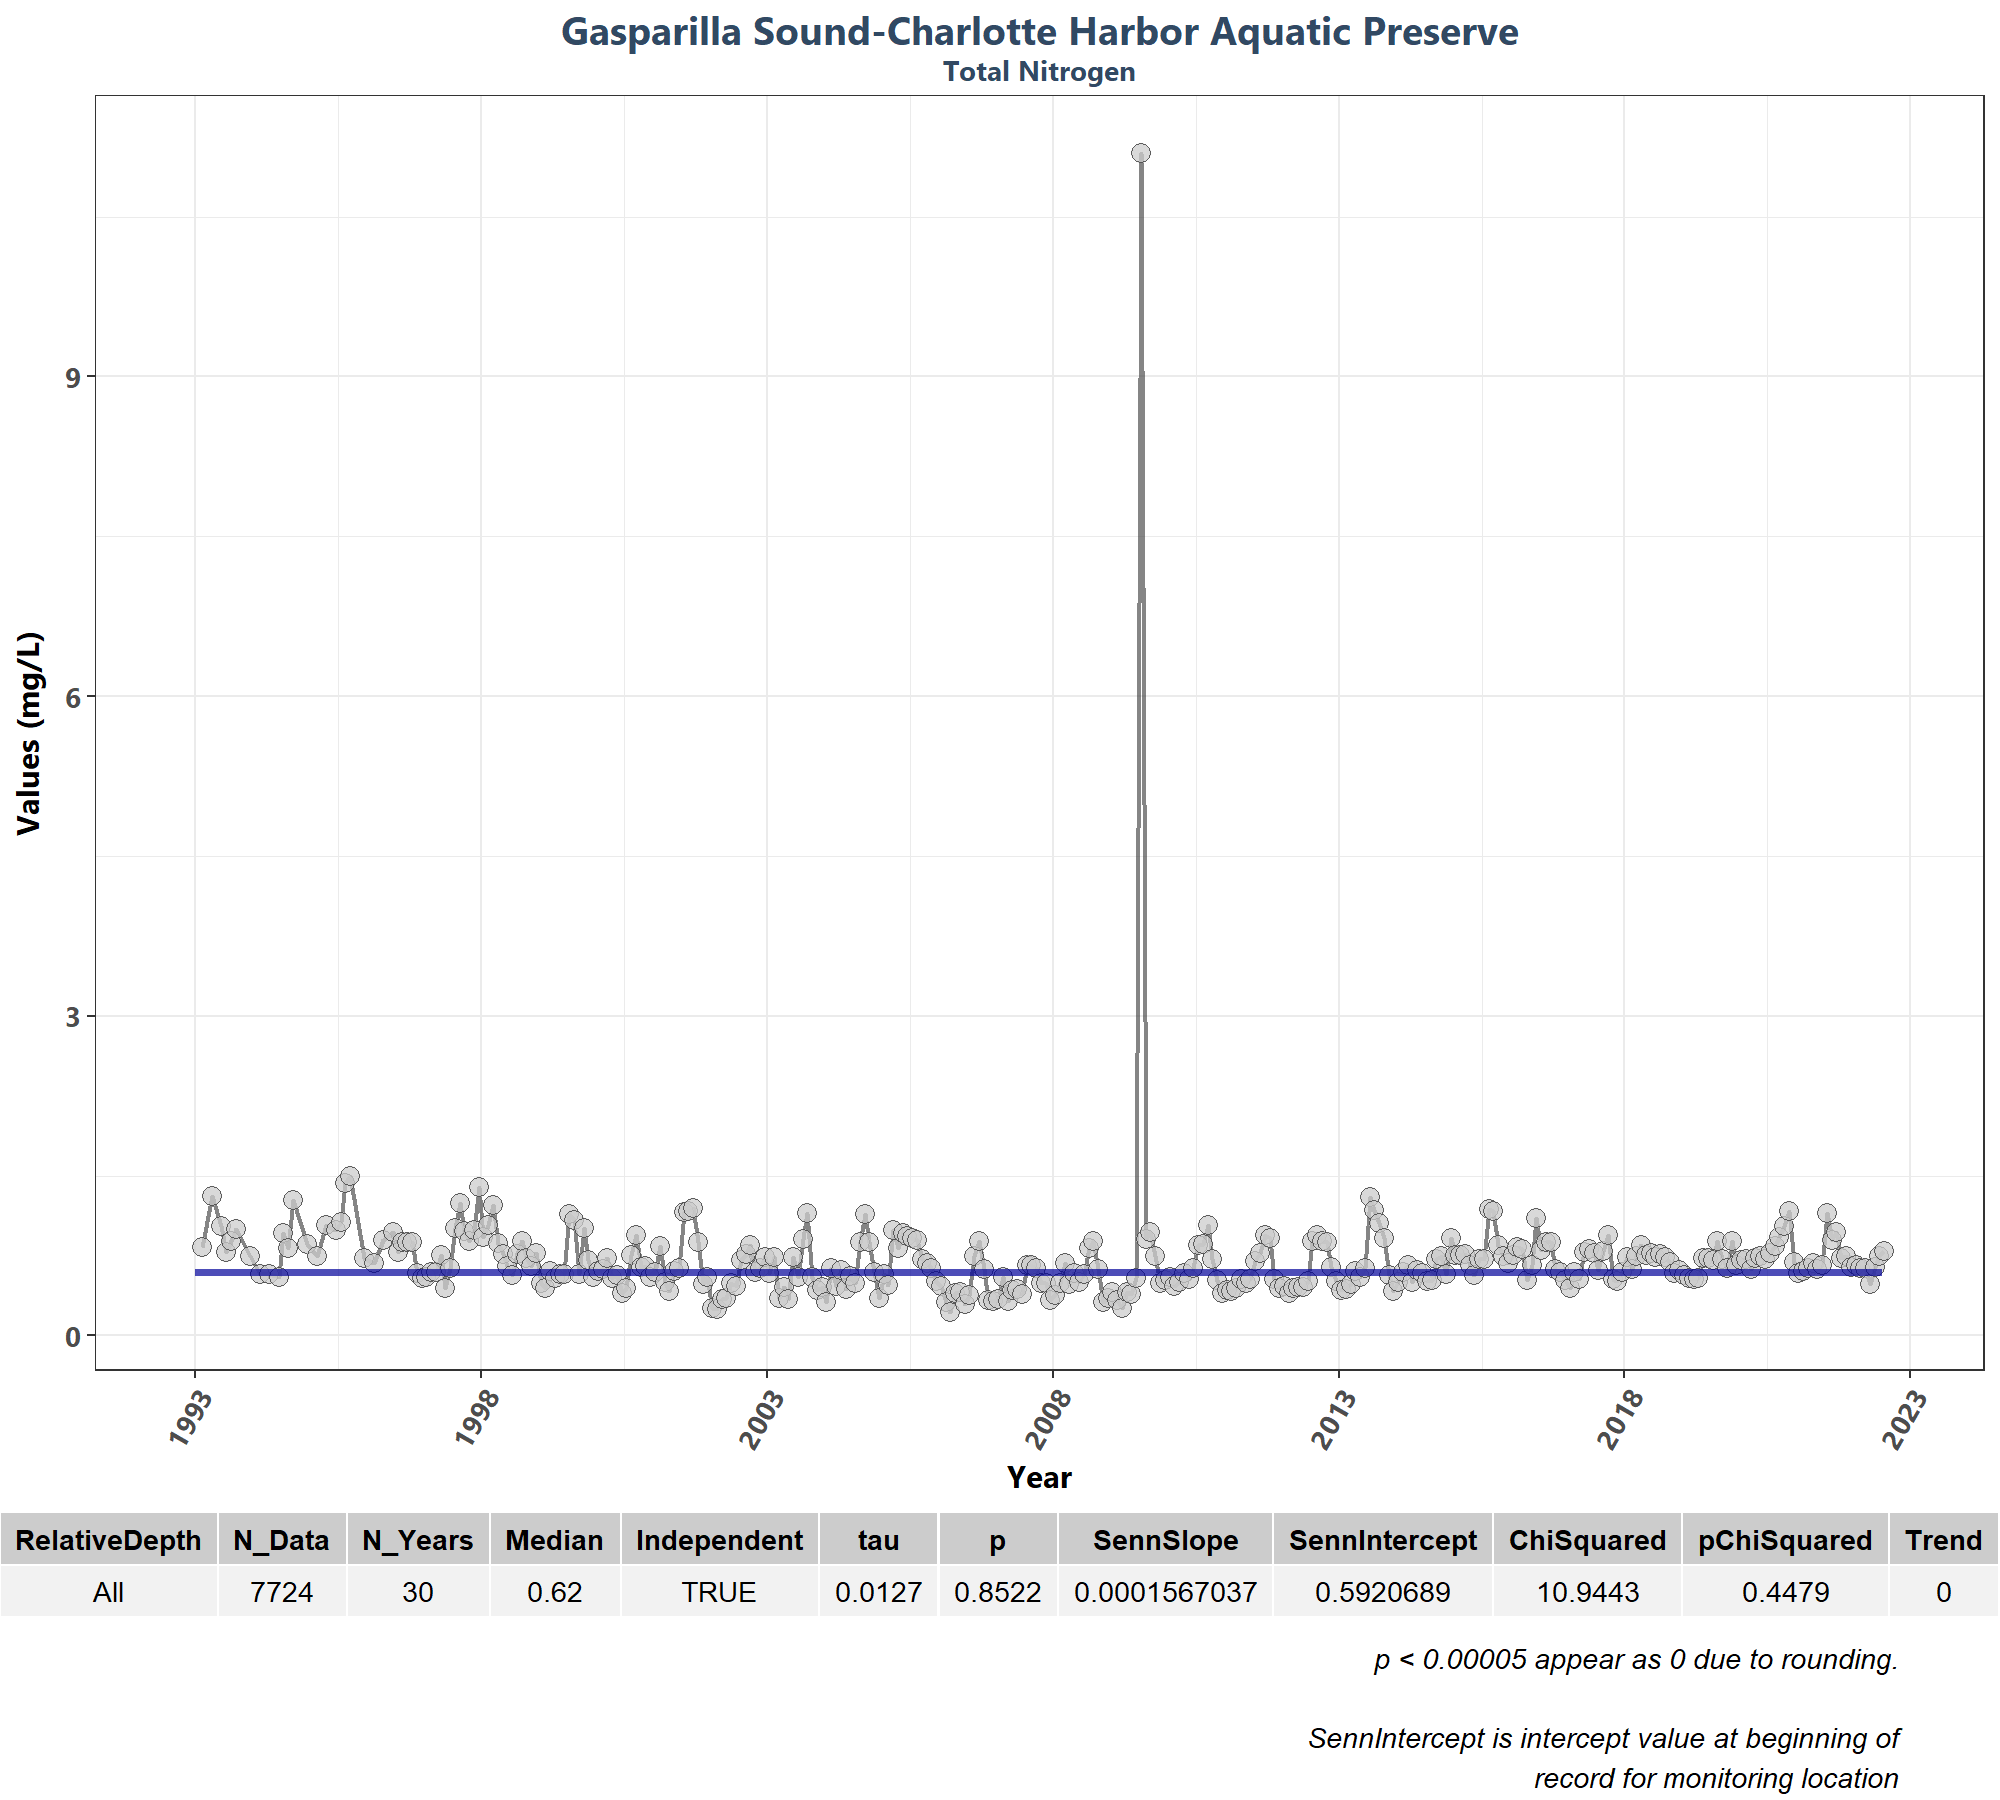 Gasparilla Sound-Charlotte Harbor Aquatic Preserve
Total Nitrogen
Values (mg/L)
9
6
3
0
1993 1998 2003 2008 2013 2018 2023
Year
RelativeDepth N_Data N_Years Median Independent tau p SennSlope SennIntercept ChiSquared pChiSquared Trend
All 7724 30 0.62 TRUE 0.0127 0.8522 0.0001567037 0.5920689 10.9443 0.4479 0
p < 0.00005 appear as 0 due to rounding.
SennIntercept is intercept value at beginning of
record for monitoring location